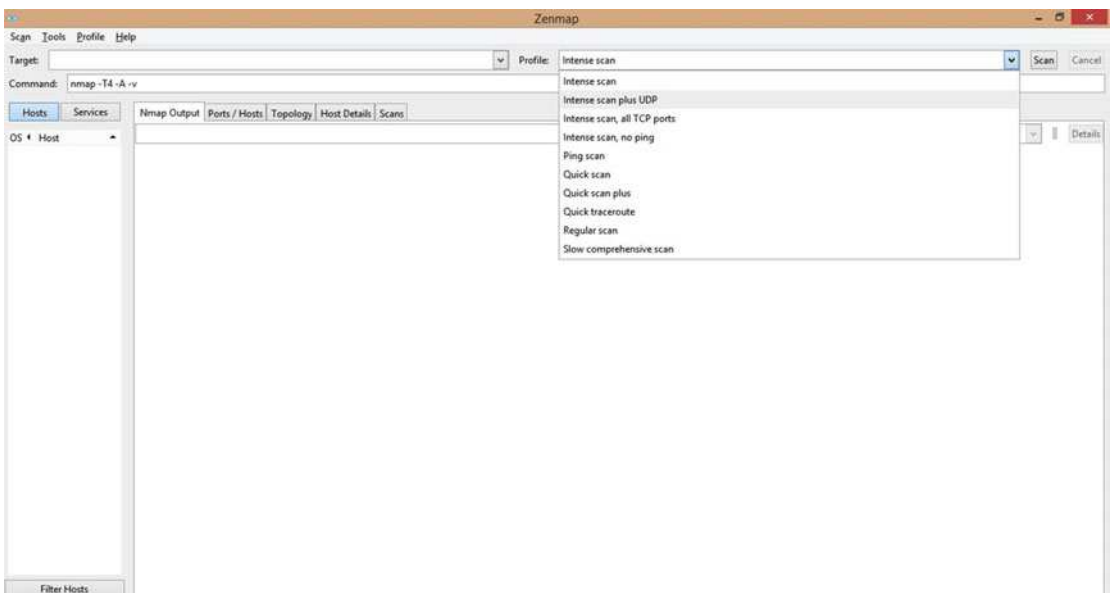 Zenmap
Scan Tools Profile Help
Target: Profile: Intense scan Scan Cancel
Command: nmap -T4 -A -v
Intense scan
Intense scan plus UDP
Intense scan, all TCP ports
Intense scan, no ping
Ping scan
Quick scan
Quick scan plus
Quick traceroute
Regular scan
Slow comprehensive scan
Hosts Services Nmap Output Ports / Hosts Topology Host Details Scans
OS Host Details
Filter Hosts